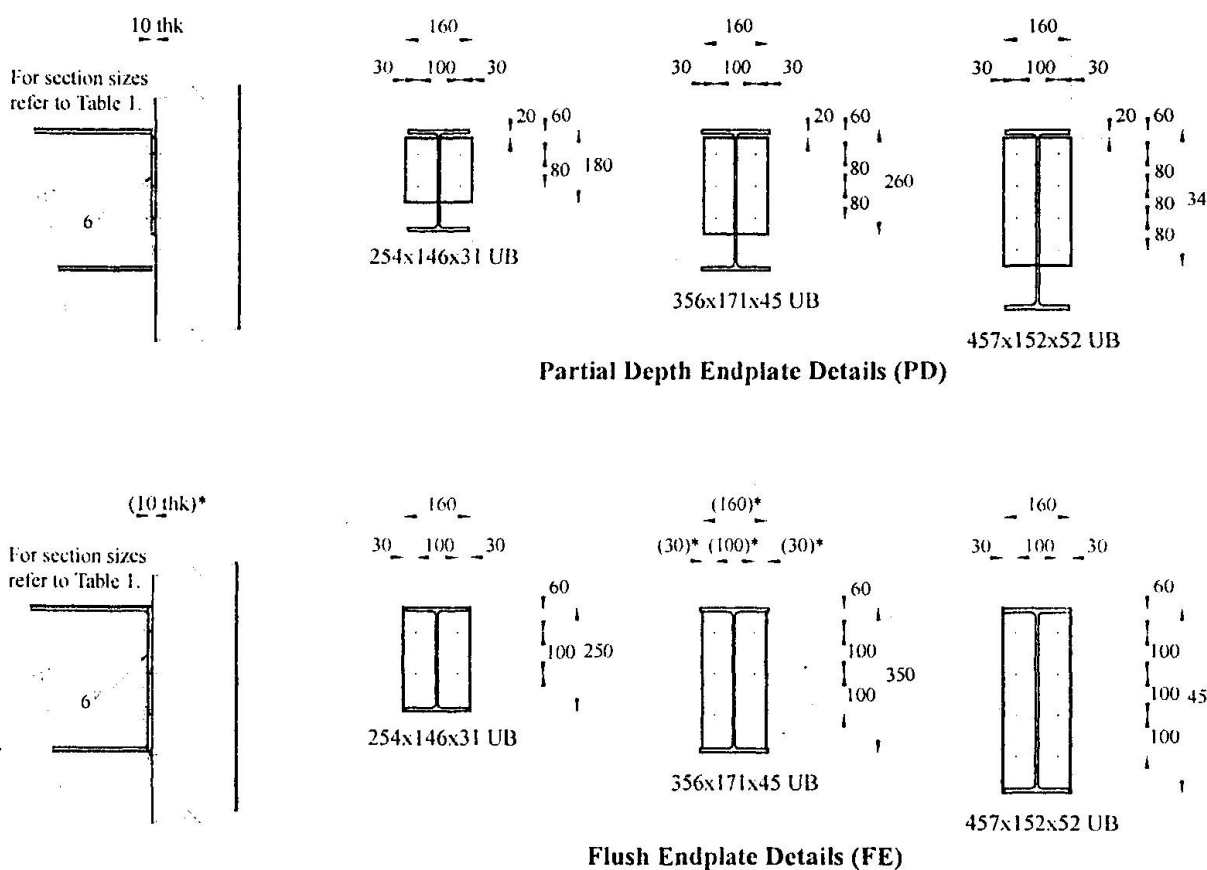 10 thk
For section sizes
refer to Table 1.
6
160
30 100 30
20 60
80 180
254x146x31 UB
160
30 100 30
20 60
80
260
80
356x171x45 UB
160
30 100 30
20 60
80
80 34
80
457x152x52 UB
Partial Depth Endplate Details (PD)
(10 thk)*
For section sizes
refer to Table 1.
6
160
30 100 30
60
100 250
254x146x31 UB
(160)*
(30)* (100)* (30)*
60
100
350
100
356x171x45 UB
160
30 100 30
60
100
100 45
100
457x152x52 UB
Flush Endplate Details (FE)